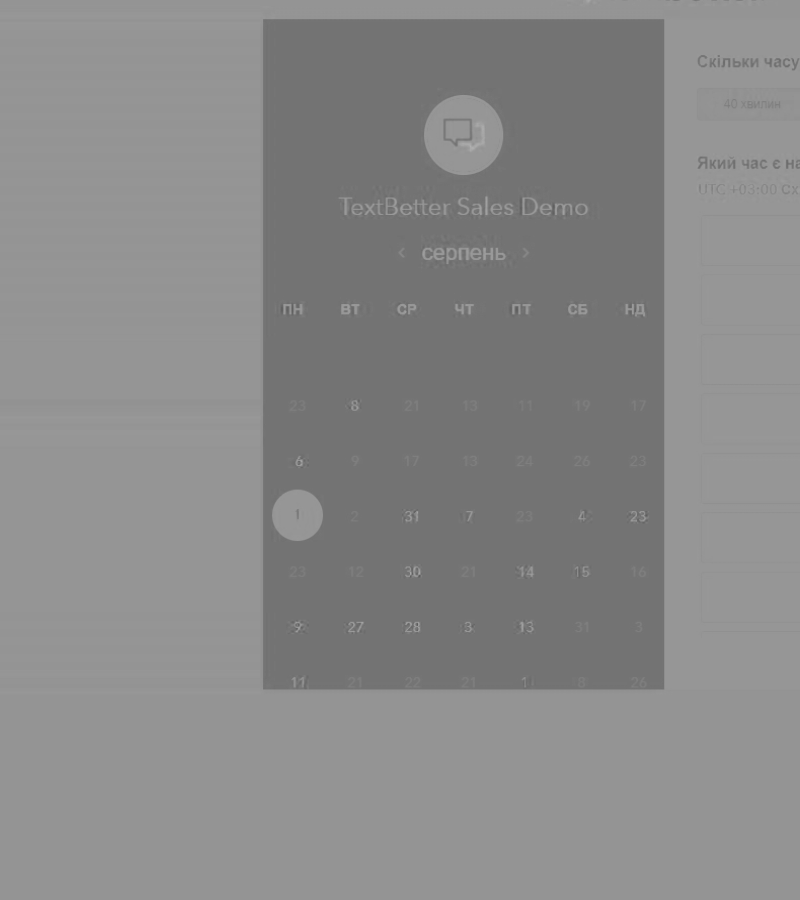 Скільки часу
40 хвилин
TextBetter Sales Demo
Який час є на
UTC +03:00 Сх
серпень
ПН ВТ СР ЧТ ПТ СБ НД
23 8 21 13 11 19 17
6 9 17 13 24 26 23
1 2 31 7 23 4 23
23 12 30 21 14 15 16
9 27 28 3 13 31 3
11 21 22 21 1 8 26